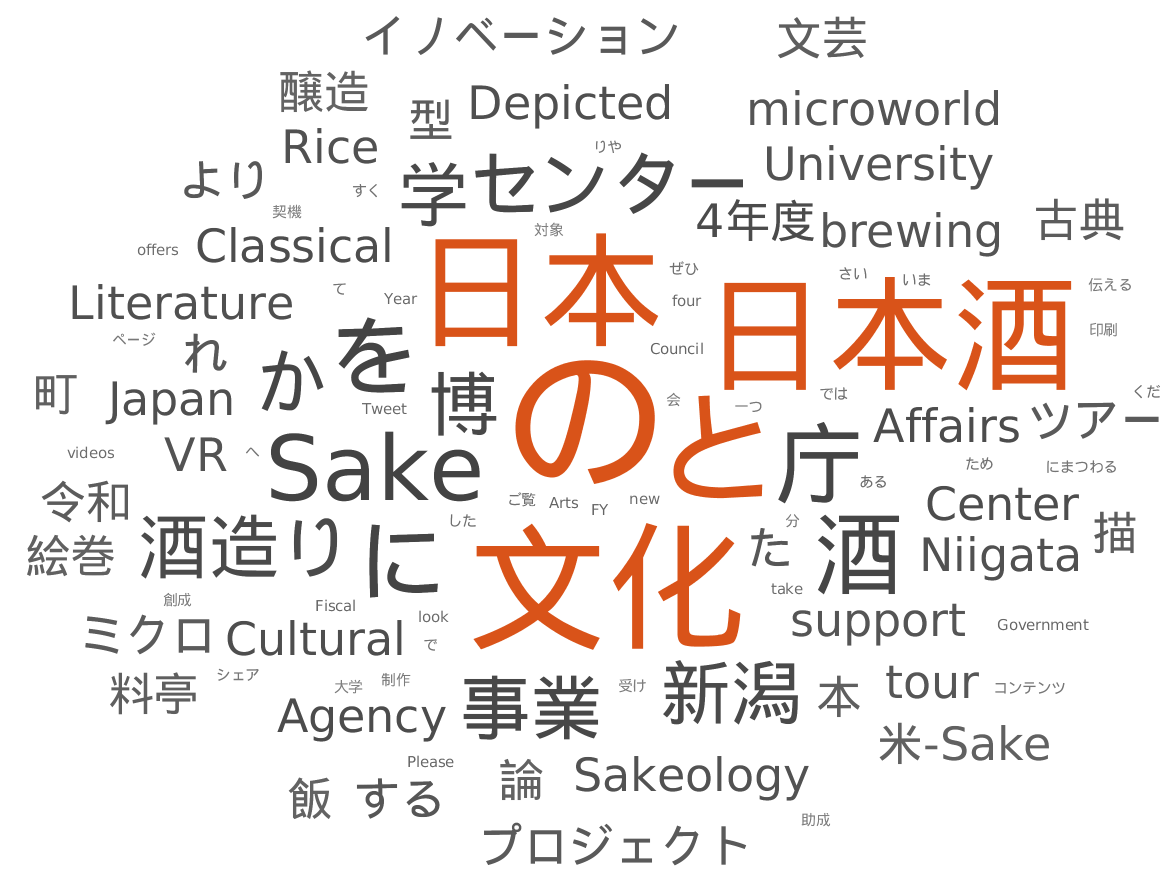 イノベーション 文芸
醸造 型 Depicted microworld
Rice りや University
より すく 学 センター
契機 4年度 brewing 古典
offers Classical 対象
日本 ぜひ さい いま 伝える
Literature て Year four 日本酒
ページ れ を Council 印刷
町 Japan か 博 の では くだ
Tweet 会 一つ と Affairs ツアー
videos VR へ Sake 庁 ため にまつわる
令和 ご覧 Arts FY new ある Center
絵巻 酒造り に した 文化 た 分 酒 Niigata 描
創成 Fiscal look take
ミクロ Cultural で support Government
料亭 シェア 大学 制作 受け 新潟 本 tour コンテンツ
Agency 事業 米-Sake
Please
飯 する 論 Sakeology
プロジェクト 助成